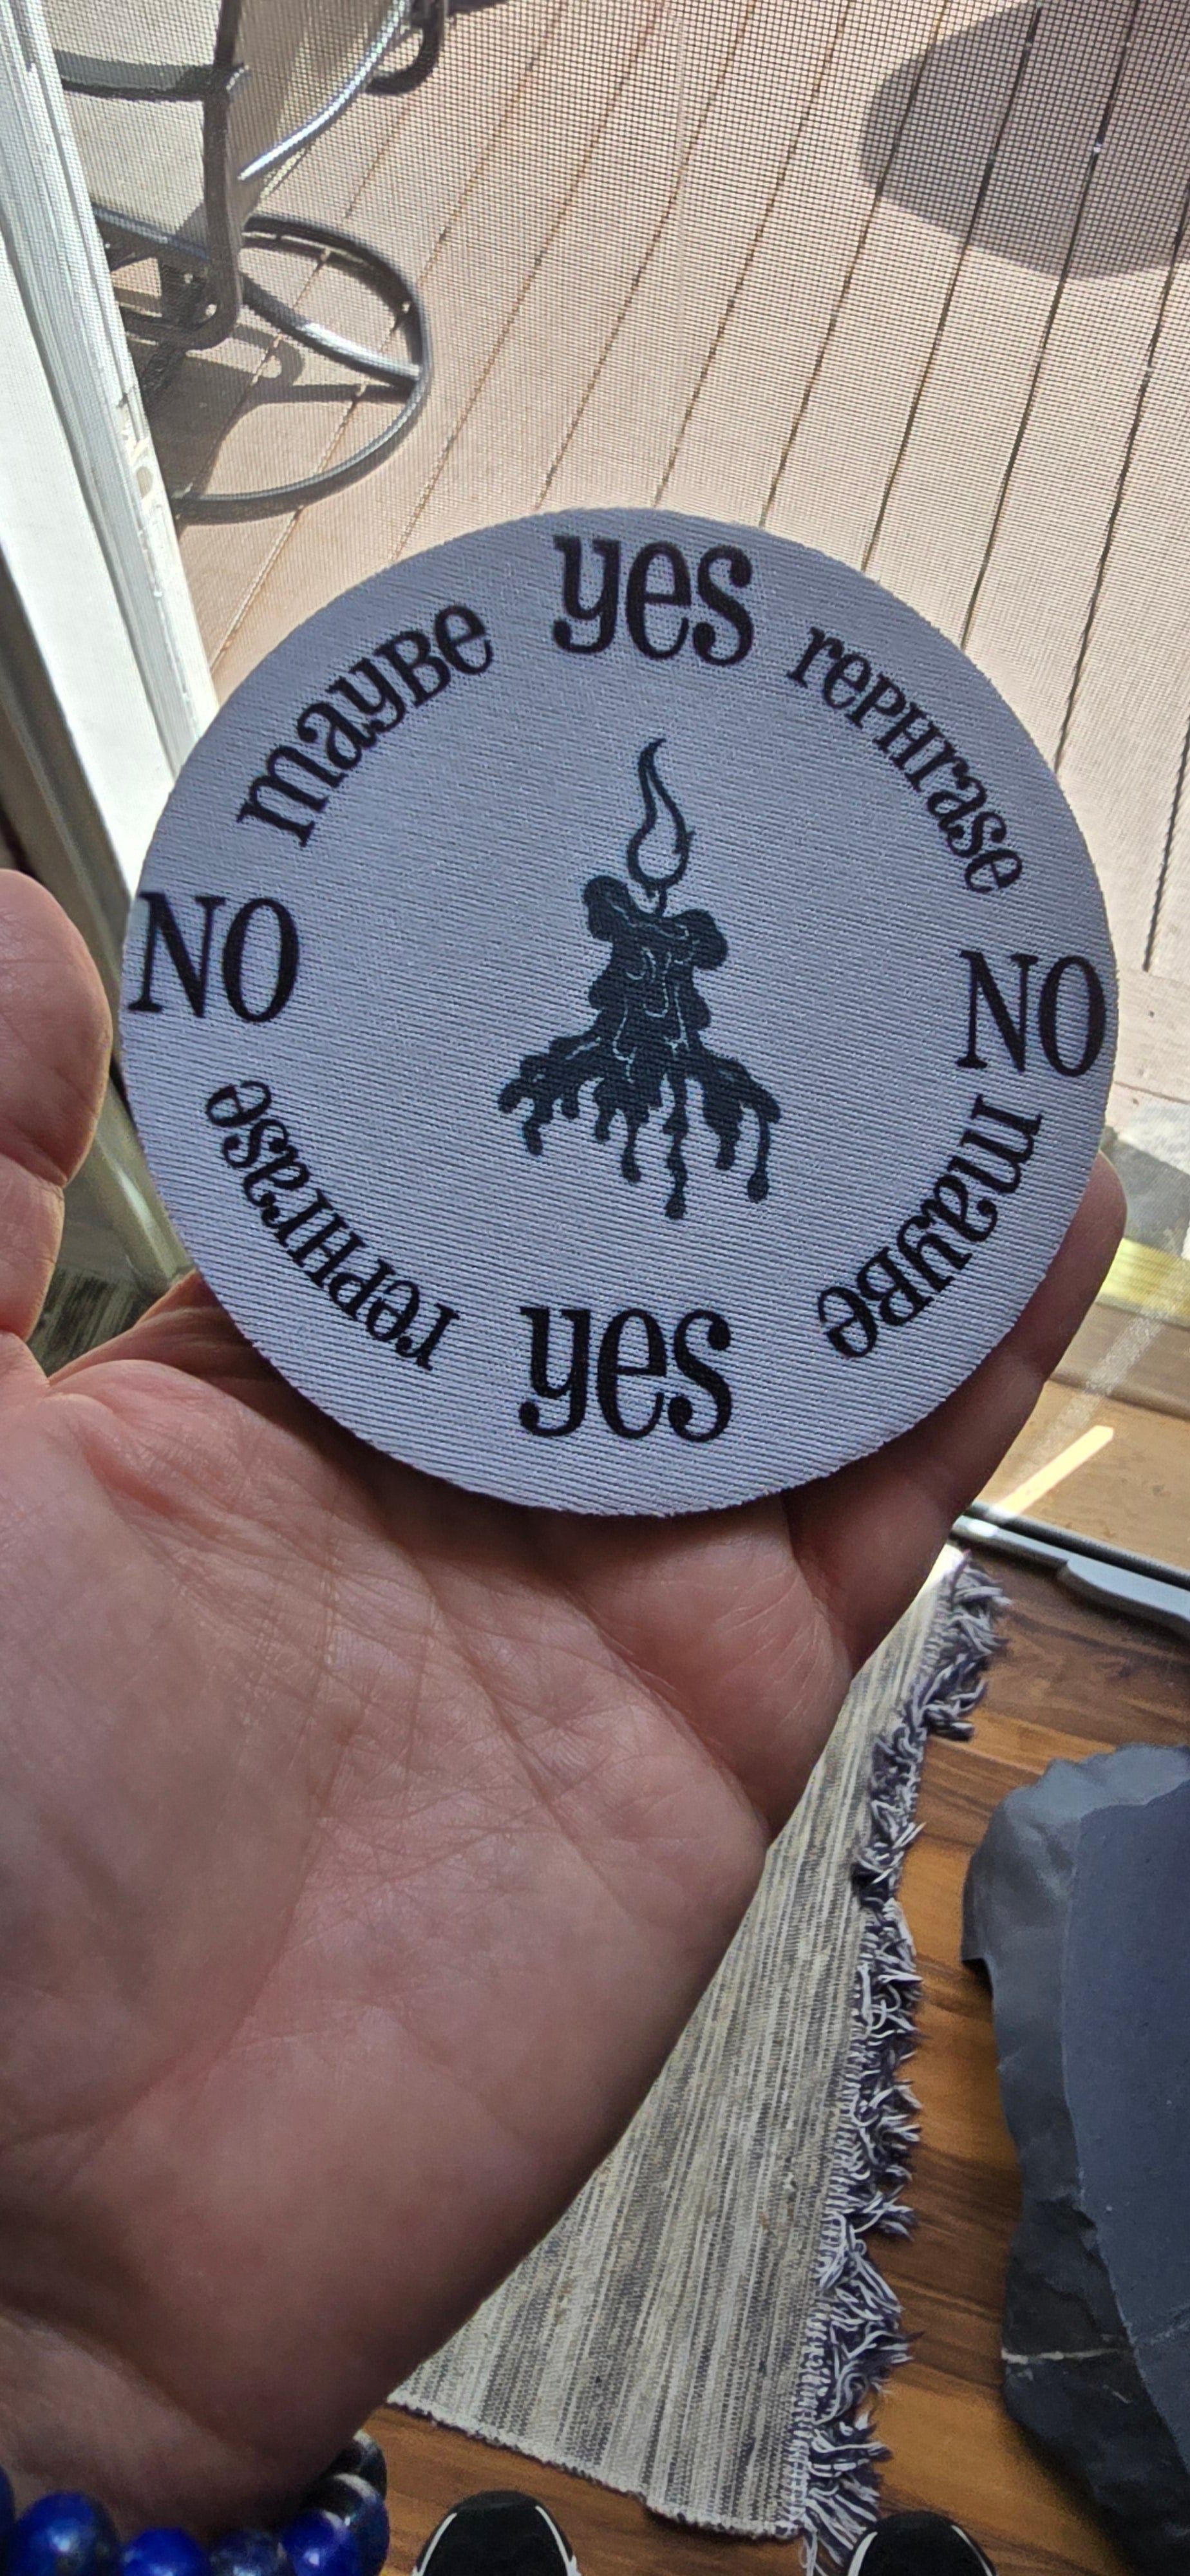 yes
rePHrase
NO
mayBe
yes
rePHrase
NO
mayBe